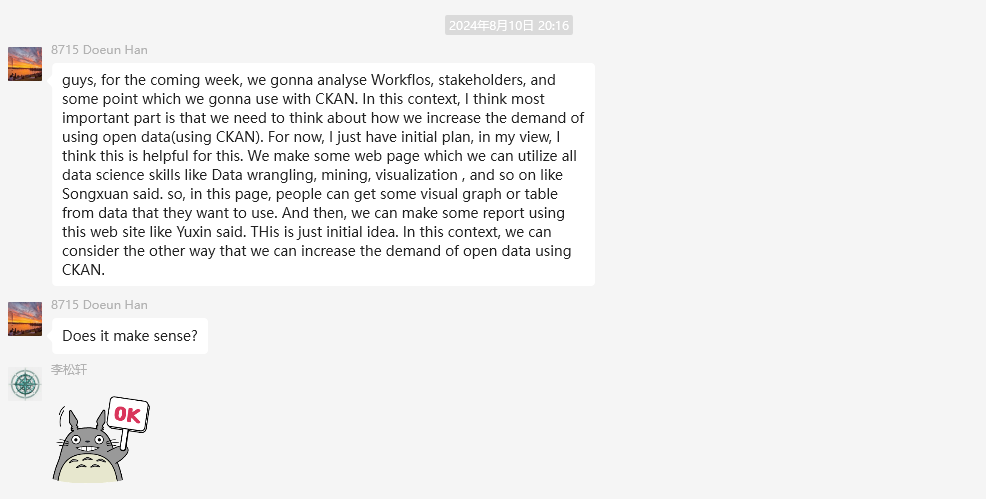 2024年8月10日 20:16
8715 Doeun Han
guys, for the coming week, we gonna analyse Workflos, stakeholders, and
some point which we gonna use with CKAN. In this context, I think most
important part is that we need to think about how we increase the demand of
using open data(using CKAN). For now, I just have initial plan, in my view, I
think this is helpful for this. We make some web page which we can utilize all
data science skills like Data wrangling, mining, visualization , and so on like
Songxuan said. so, in this page, people can get some visual graph or table
from data that they want to use. And then, we can make some report using
this web site like Yuxin said. THis is just initial idea. In this context, we can
consider the other way that we can increase the demand of open data using
CKAN.
8715 Doeun Han
Does it make sense?
李松轩
OK